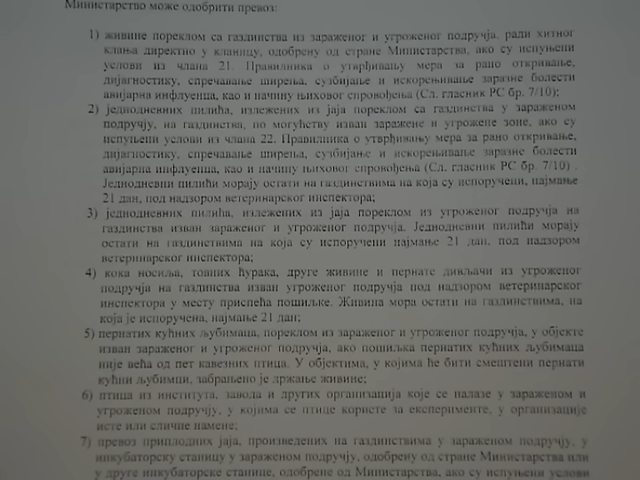 Министарство може одобрити превоз:
1) живине пореклом са газдинства из зараженог и угроженог подручја, ради хитног
клања директно у кланицу, одобрену од стране Министарства, ако су испуњени
услови из члана 21. Правилника о утврђивању мера за рано откривање,
дијагностику, спречавање ширења, сузбијање и искорењивање заразне болести
авијарна инфлуенца, као и начину њиховог спровођења (Сл. гласник РС бр. 7/10);
2) једнодневних пилића, излежених из јаја пореклом са газдинства у зараженом
подручју, на газдинства, по могућству изван заражене и угрожене зоне, ако су
испуњени услови из члана 22. Правилника о утврђивању мера за рано откривање,
дијагностику, спречавање ширења, сузбијање и искорењивање заразне болести
авијарна инфлуенца, као и начину њиховог спровођења (Сл. гласник РС бр. 7/10) .
Једнодневни пилићи морају остати на газдинствима на која су испоручени, најмање
21 дан, под надзором ветеринарског инспектора;
3) једнодневних пилића, излежених из јаја пореклом из угроженог подручја на
газдинства изван зараженог и угроженог подручја. Једнодневни пилићи морају
остати на газдинствима на која су испоручени најмање 21 дан, под надзором
ветеринарског инспектора;
4) кока носиља, товних ћурака, друге живине и пернате дивљачи из угроженог
подручја на газдинства изван угроженог подручја под надзором ветеринарског
инспектора у месту приспећа пошиљке. Живина мора остати на газдинствима, на
која је испоручена, најмање 21 дан;
5) пернатих кућних љубимаца, пореклом из зараженог и угроженог подручја, у објекте
изван зараженог и угроженог подручја, ако пошиљка пернатих кућних љубимаца
није већа од пет кавезних птица. У објектима, у којима ће бити смештени пернати
кућни љубимци, забрањено је држање живине;
6) птица из института, завода и других организација које се налазе у зараженом и
угроженом подручју, у којима се птице користе за експерименте, у организације
исте или сличне намене;
7) превоз приплодних јаја, произведених на газдинствима у зараженом подручју, у
инкубаторску станицу у зараженом подручју, одобрену од стране Министарства или
у друге инкубаторске станице, одобрене од Министарства, ако су испуњени услови